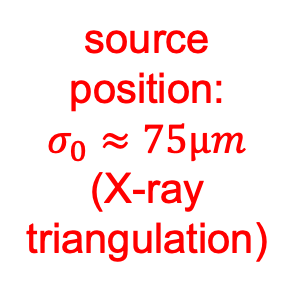 source
position:
𝜎₀ ≈ 75μ𝑚
(X-ray
triangulation)